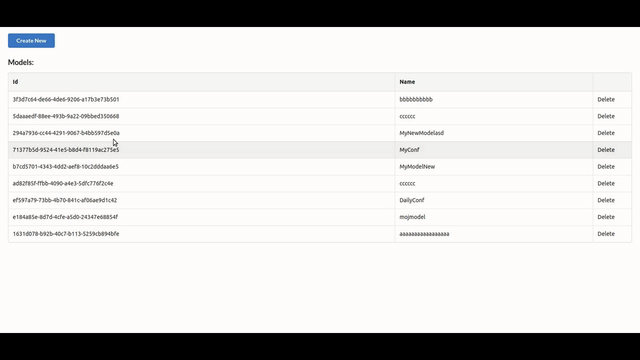 Create New
Models:
Id Name
3f3d7c64-de66-4de6-9206-a17b3e73b501 bbbbbbbbbb Delete
5daaaedf-88ee-493b-9a22-09bbed350668 cccccc Delete
294a7936-cc44-4291-9067-b4bb597d5e0a MyNewModelasd Delete
71377b5d-9524-41e5-b8d4-f8119ac275e5 MyConf Delete
b7cd5701-4343-4dd2-aef8-10c2dddaa6e5 MyModelNew Delete
ad82f85f-ffbb-4090-a4e3-5dfc776f2c4e cccccc Delete
ef597a79-73bb-4b70-841c-af06ae9d1c42 DailyConf Delete
e184a85e-8d7d-4cfe-a5d0-24347e68854f mojmodel Delete
1631d078-b92b-40c7-b113-5259cb894bfe aaaaaaaaaaaaaaaa Delete